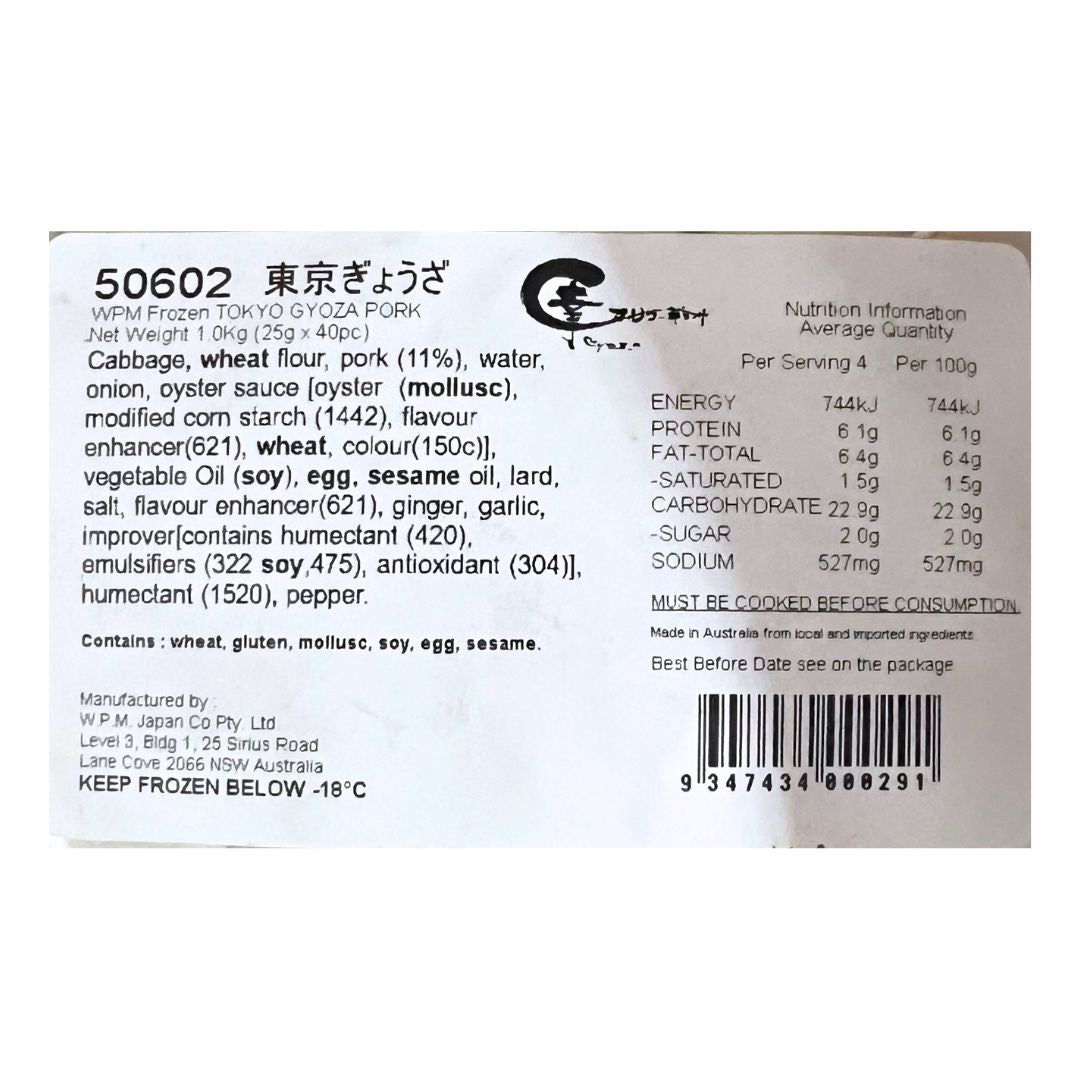 50602 東京ぎょうざ
WPM Frozen TOKYO GYOZA PORK
Net Weight 1.0Kg (25g x 40pc)
Cabbage, wheat flour, pork (11%), water,
onion, oyster sauce [oyster (mollusc),
modified corn starch (1442), flavour
enhancer(621), wheat, colour(150c)],
vegetable Oil (soy), egg, sesame oil, lard,
salt, flavour enhancer(621), ginger, garlic,
improver[contains humectant (420),
emulsifiers (322 soy,475), antioxidant (304)],
humectant (1520), pepper.
Contains : wheat, gluten, mollusc, soy, egg, sesame.
Manufactured by :
W.P.M. Japan Co Pty. Ltd
Level 3, Bldg 1, 25 Sirius Road
Lane Cove 2066 NSW Australia
KEEP FROZEN BELOW -18°C
Gyoza
Nutrition Information
Average Quantity
Per Serving 4 Per 100g
ENERGY 744kJ 744kJ
PROTEIN 6.1g 6.1g
FAT-TOTAL 6.4g 6.4g
-SATURATED 1.5g 1.5g
CARBOHYDRATE 22.9g 22.9g
-SUGAR 2.0g 2.0g
SODIUM 527mg 527mg
MUST BE COOKED BEFORE CONSUMPTION.
Made in Australia from local and imported ingredients
Best Before Date see on the package
9 347434 000291